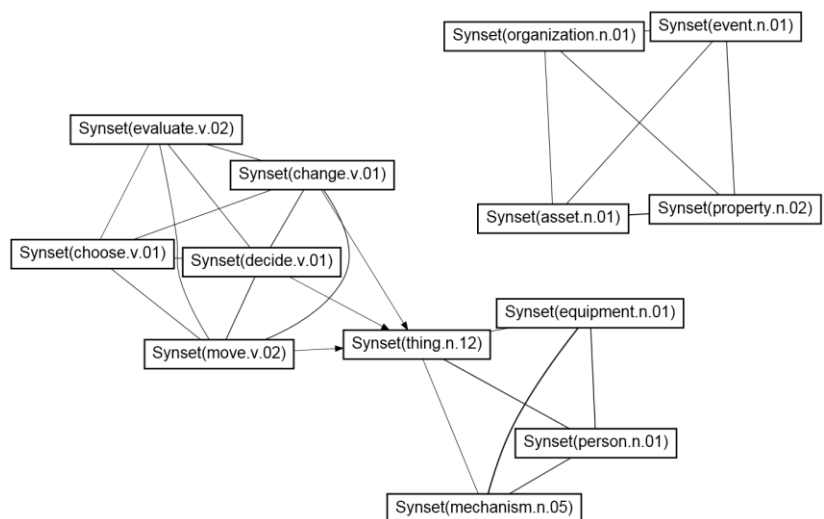 Synset(organization.n.01)
Synset(event.n.01)
Synset(evaluate.v.02)
Synset(change.v.01)
Synset(asset.n.01)
Synset(property.n.02)
Synset(choose.v.01)
Synset(decide.v.01)
Synset(equipment.n.01)
Synset(move.v.02)
Synset(thing.n.12)
Synset(person.n.01)
Synset(mechanism.n.05)